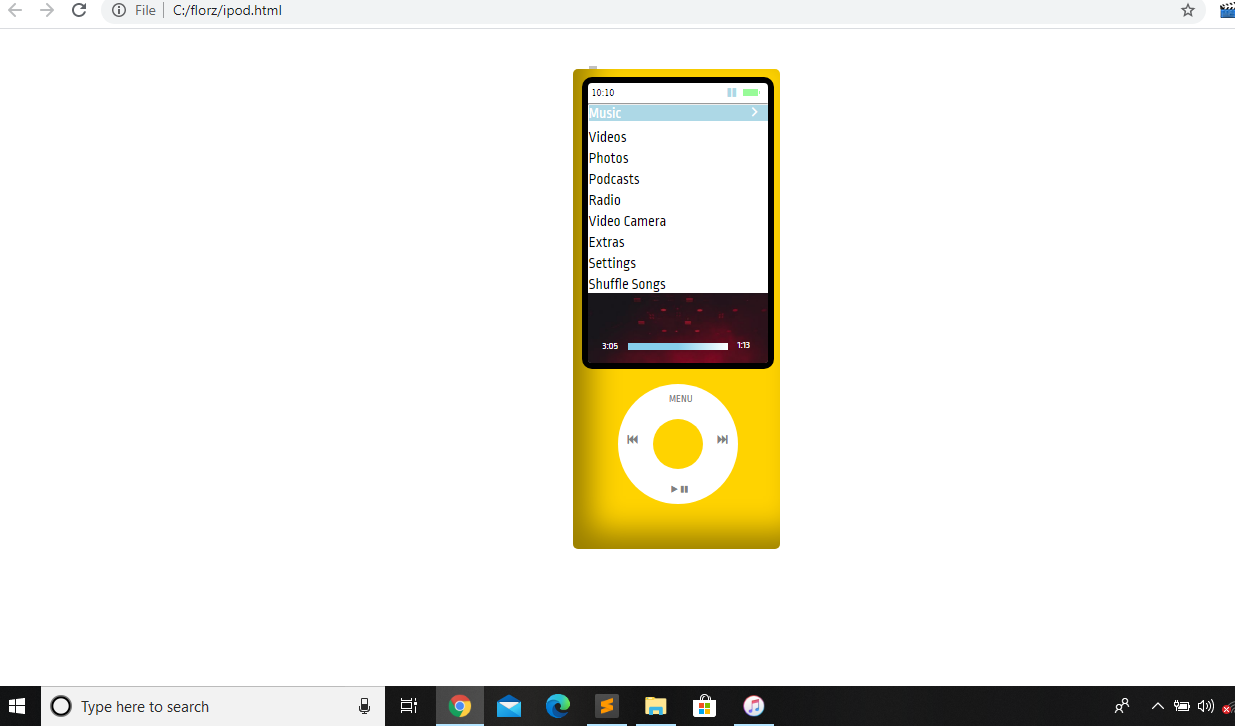 File C:/florz/ipod.html
10:10
Music
Videos
Photos
Podcasts
Radio
Video Camera
Extras
Settings
Shuffle Songs
3:05 1:13
MENU
Type here to search